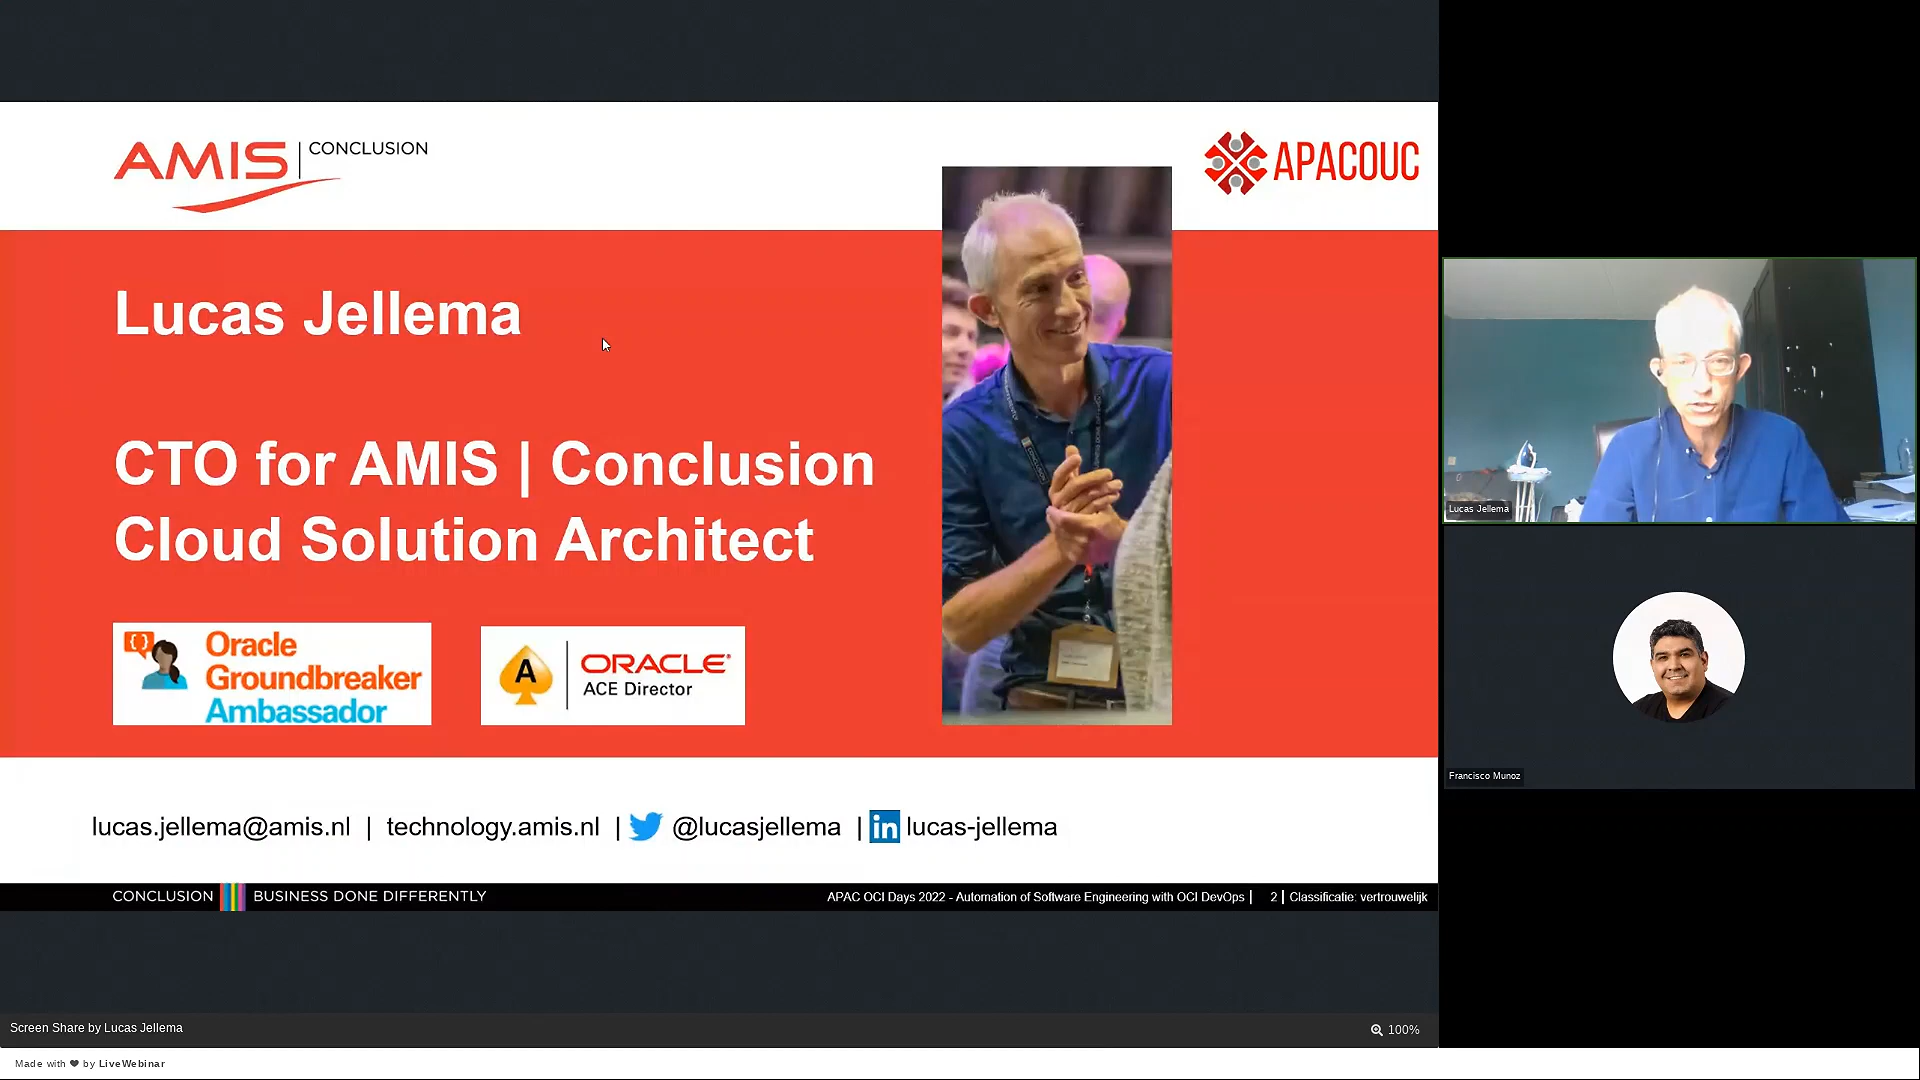 AMIS | CONCLUSION
APACOUC
Lucas Jellema
CTO for AMIS | Conclusion
Cloud Solution Architect
{}
Oracle
Groundbreaker
Ambassador
A
ORACLE®
ACE Director
lucas.jellema@amis.nl | technology.amis.nl | @lucasjellema | in lucas-jellema
CONCLUSION BUSINESS DONE DIFFERENTLY
APAC OCI Days 2022 - Automation of Software Engineering with OCI DevOps | 2 | Classificatie: vertrouwelijk
Lucas Jellema
Francisco Munoz
Screen Share by Lucas Jellema
100%
Made with ❤ by LiveWebinar